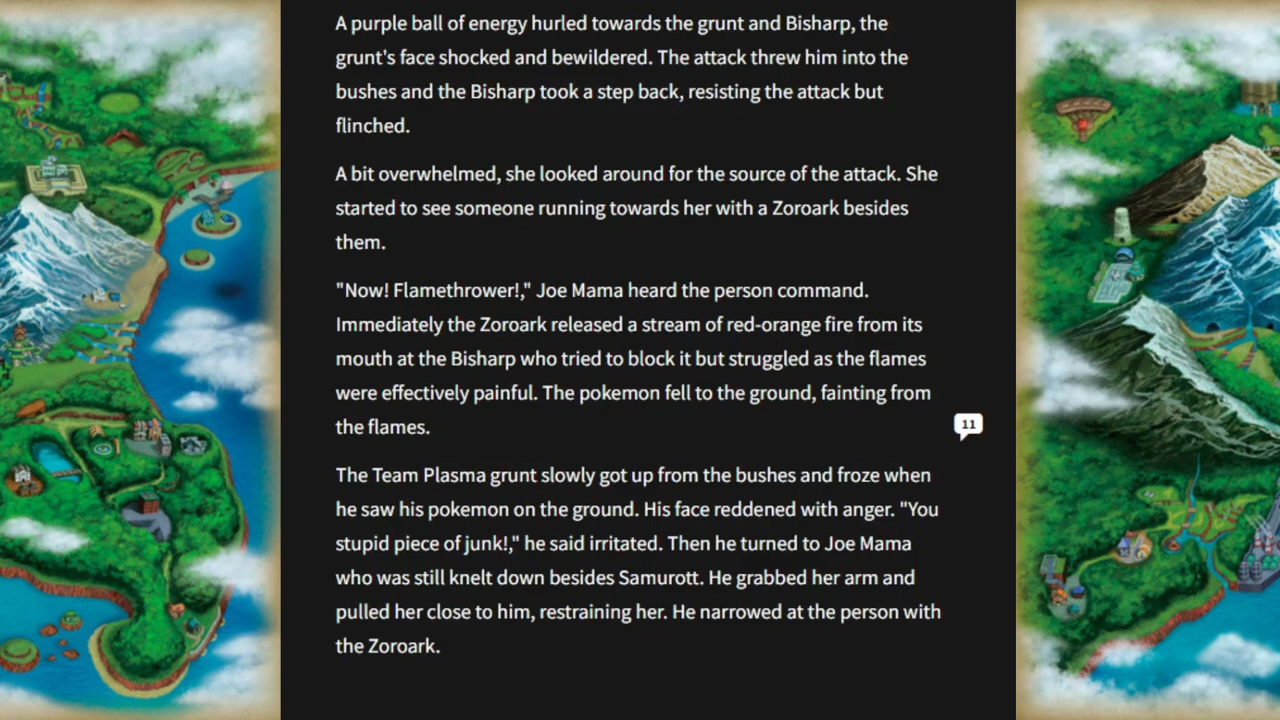 A purple ball of energy hurled towards the grunt and Bisharp, the
grunt's face shocked and bewildered. The attack threw him into the
bushes and the Bisharp took a step back, resisting the attack but
flinched.
A bit overwhelmed, she looked around for the source of the attack. She
started to see someone running towards her with a Zoroark besides
them.
"Now! Flamethrower!," Joe Mama heard the person command.
Immediately the Zoroark released a stream of red-orange fire from its
mouth at the Bisharp who tried to block it but struggled as the flames
were effectively painful. The pokemon fell to the ground, fainting from
the flames.
11
The Team Plasma grunt slowly got up from the bushes and froze when
he saw his pokemon on the ground. His face reddened with anger. "You
stupid piece of junk!," he said irritated. Then he turned to Joe Mama
who was still knelt down besides Samurott. He grabbed her arm and
pulled her close to him, restraining her. He narrowed at the person with
the Zoroark.